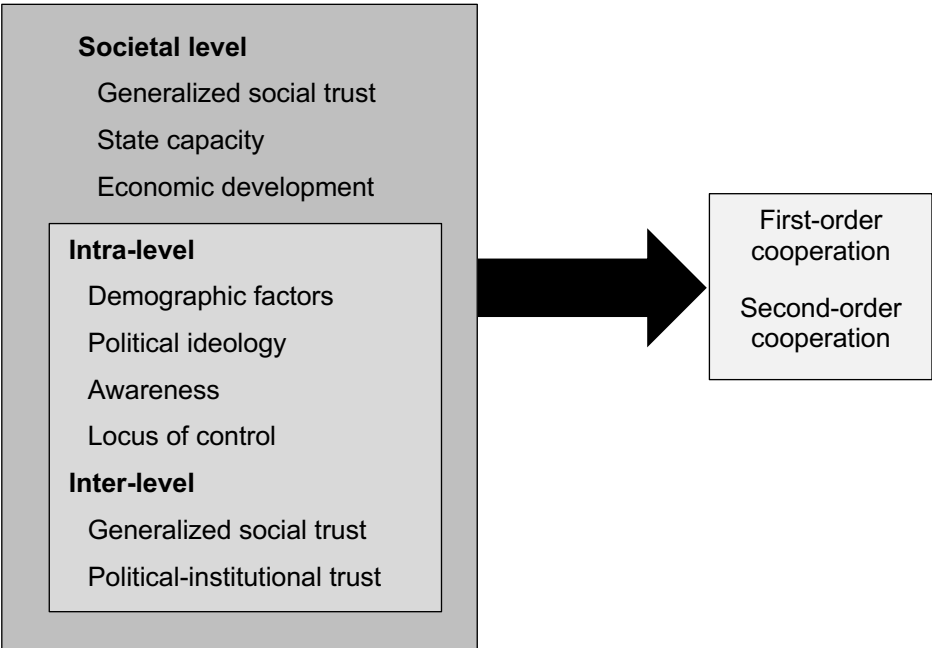 Societal level
Generalized social trust
State capacity
Economic development
Intra-level
Demographic factors
Political ideology
Awareness
Locus of control
Inter-level
Generalized social trust
Political-institutional trust
First-order
cooperation
Second-order
cooperation